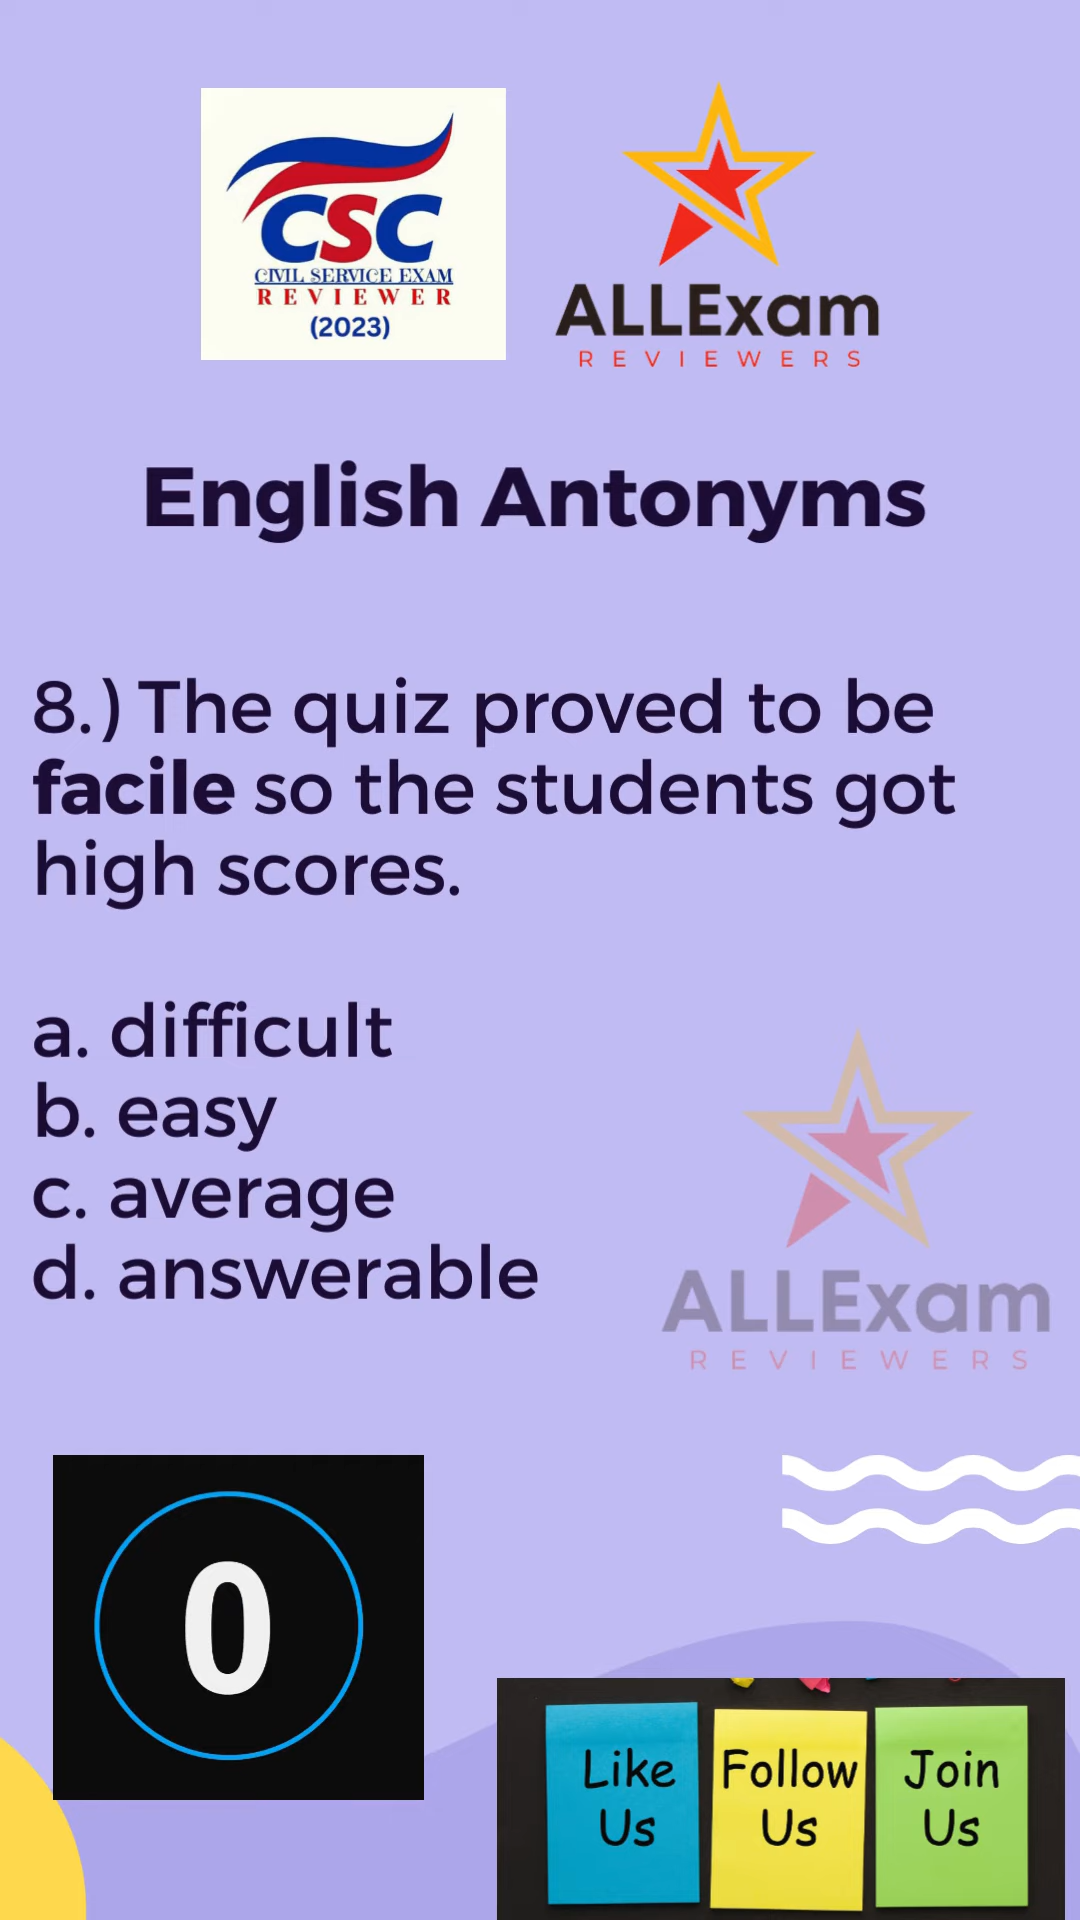 CSC
CIVIL SERVICE EXAM
REVIEWER
(2023)
ALLExam
REVIEWERS
English Antonyms
8.) The quiz proved to be
facile so the students got
high scores.
a. difficult
b. easy
c. average
d. answerable
ALLExam
REVIEWERS
0
Like
Us
Follow
Us
Join
Us